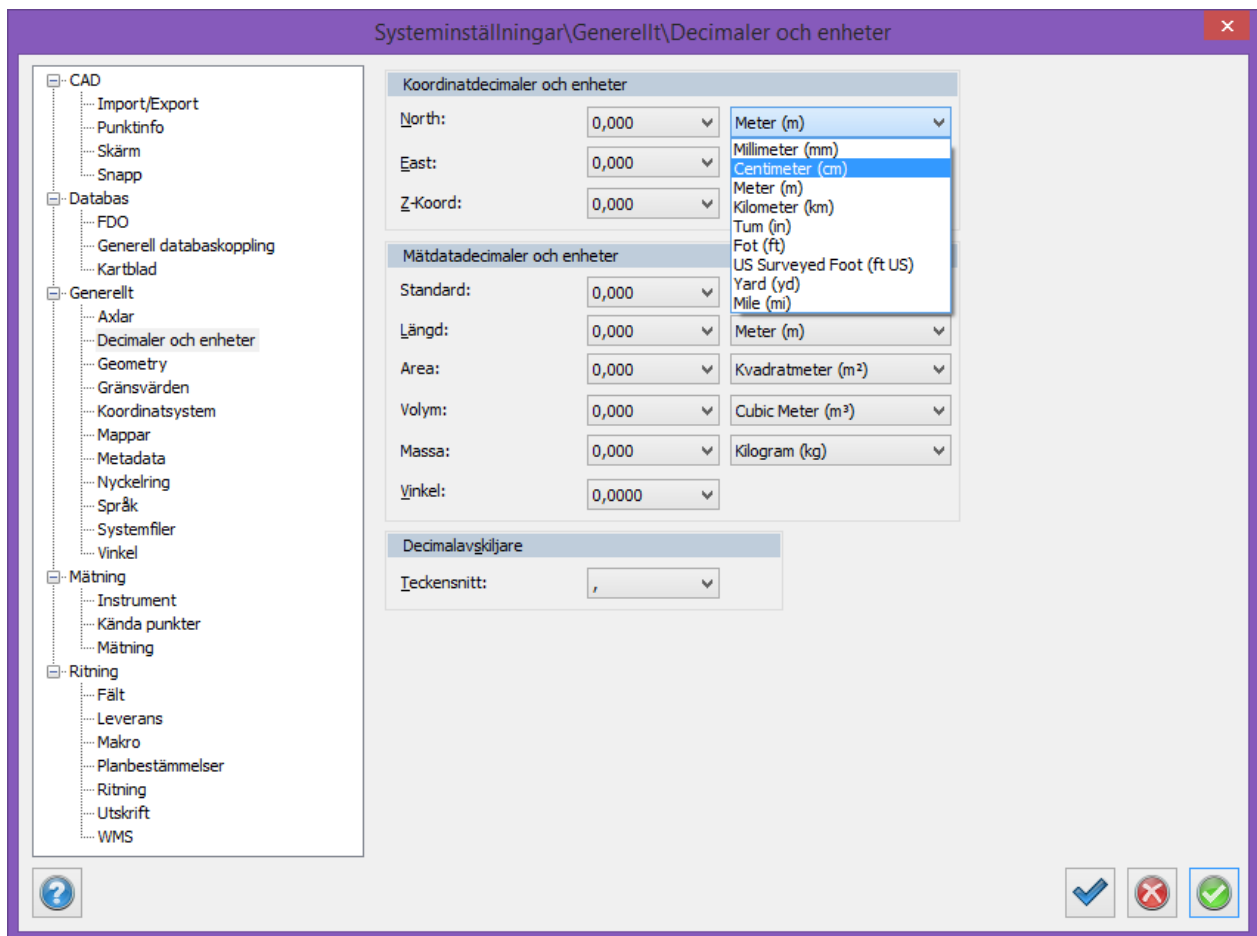 Systeminställningar\Generellt\Decimaler och enheter
CAD
Import/Export
Punktinfo
Skärm
Snapp
Databas
FDO
Generell databaskoppling
Kartblad
Generellt
Axlar
Decimaler och enheter
Geometry
Gränsvärden
Koordinatsystem
Mappar
Metadata
Nyckelring
Språk
Systemfiler
Vinkel
Mätning
Instrument
Kända punkter
Mätning
Ritning
Fält
Leverans
Makro
Planbestämmelser
Ritning
Utskrift
WMS
Koordinatdecimaler och enheter
North: 0,000 Meter (m)
East: 0,000
Z-Koord: 0,000
Millimeter (mm)
Centimeter (cm)
Meter (m)
Kilometer (km)
Tum (in)
Fot (ft)
US Surveyed Foot (ft US)
Yard (yd)
Mile (mi)
Mätdatadecimaler och enheter
Standard: 0,000
Längd: 0,000 Meter (m)
Area: 0,000 Kvadratmeter (m²)
Volym: 0,000 Cubic Meter (m³)
Massa: 0,000 Kilogram (kg)
Vinkel: 0,0000
Decimalavskiljare
Teckensnitt: ,